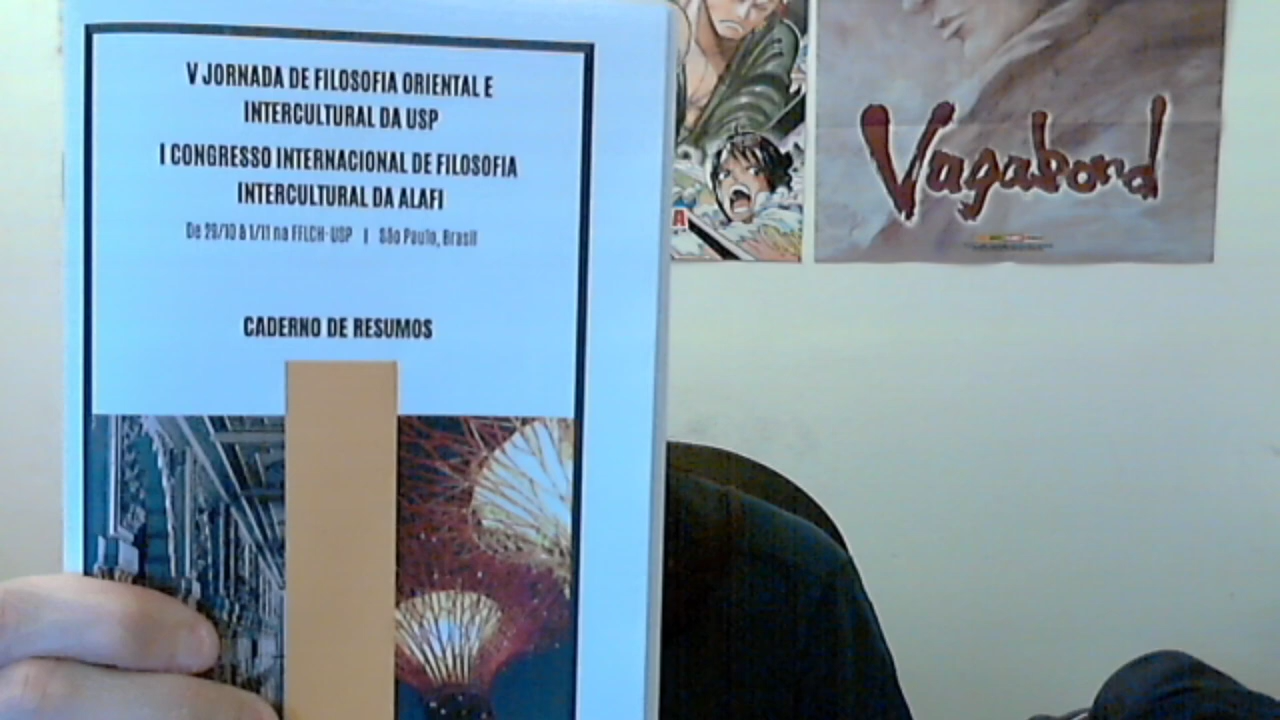 V JORNADA DE FILOSOFIA ORIENTAL E
INTERCULTURAL DA USP
I CONGRESSO INTERNACIONAL DE FILOSOFIA
INTERCULTURAL DA ALAFI
De 29/10 à 1/11 na FFLCH-USP | São Paulo, Brasil
CADERNO DE RESUMOS
Vagabond